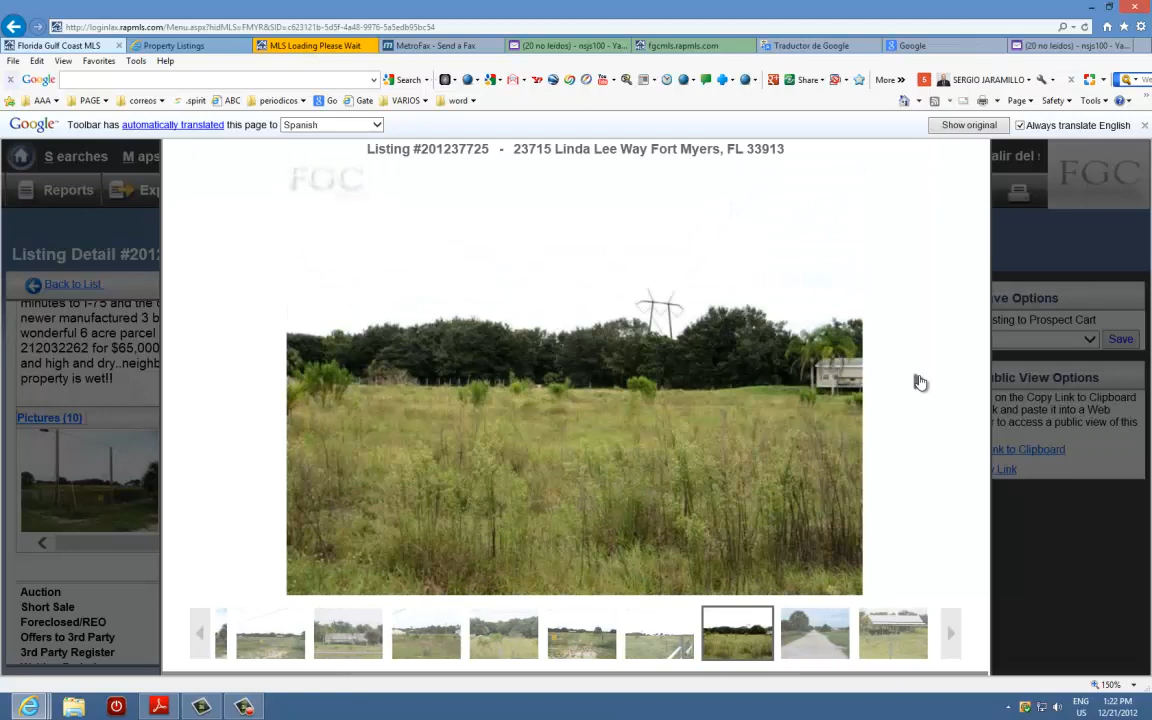 http://loginlax.rapmls.com/Menu.aspx?hidMLS=FMYR&SID=c623121b-5d5f-4a48-9976-5a5edb95bc54
Florida Gulf Coast MLS
Property Listings
MLS Loading Please Wait
MetroFax - Send a Fax
(20 no leidos) - nsjs100 - Ya...
fgcmls.rapmls.com
Traductor de Google
Google
(20 no leidos) - nsjs100 - Ya...
File Edit View Favorites Tools Help
Google
Search
Share
More »
SERGIO JARAMILLO
AAA
PAGE
correos
.spirit
ABC
periodicos
Go
Gate
VARIOS
word
Page
Safety
Tools
Google™ Toolbar has automatically translated this page to Spanish
Show original
Always translate English
Searches Maps
Reports
Exp
FGC
Listing #201237725 - 23715 Linda Lee Way Fort Myers, FL 33913
FGC
Listing Detail #201
Back to List
minutes to I-75 and the
newer manufactured 3 b
wonderful 6 acre parcel
212032262 for $65,000
and high and dry..neighb
property is wet!!
Pictures (10)
Auction
Short Sale
Foreclosed/REO
Offers to 3rd Party
3rd Party Register
ve Options
isting to Prospect Cart
Save
ublic View Options
on the Copy Link to Clipboard
k and paste it into a Web
r to access a public view of this
nk to Clipboard
y Link
150%
ENG
US
1:22 PM
12/21/2012